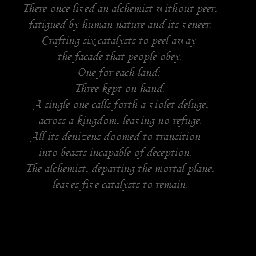 There once lived an alchemist without peer,
fatigued by human nature and its veneer.
Crafting six catalysts to peel away
the facade that people obey.
One for each land.
Three kept on hand.
A single one calls forth a violet deluge,
across a kingdom, leaving no refuge.
All its denizens doomed to transition
into beasts incapable of deception.
The alchemist, departing the mortal plane,
leaves five catalysts to remain.